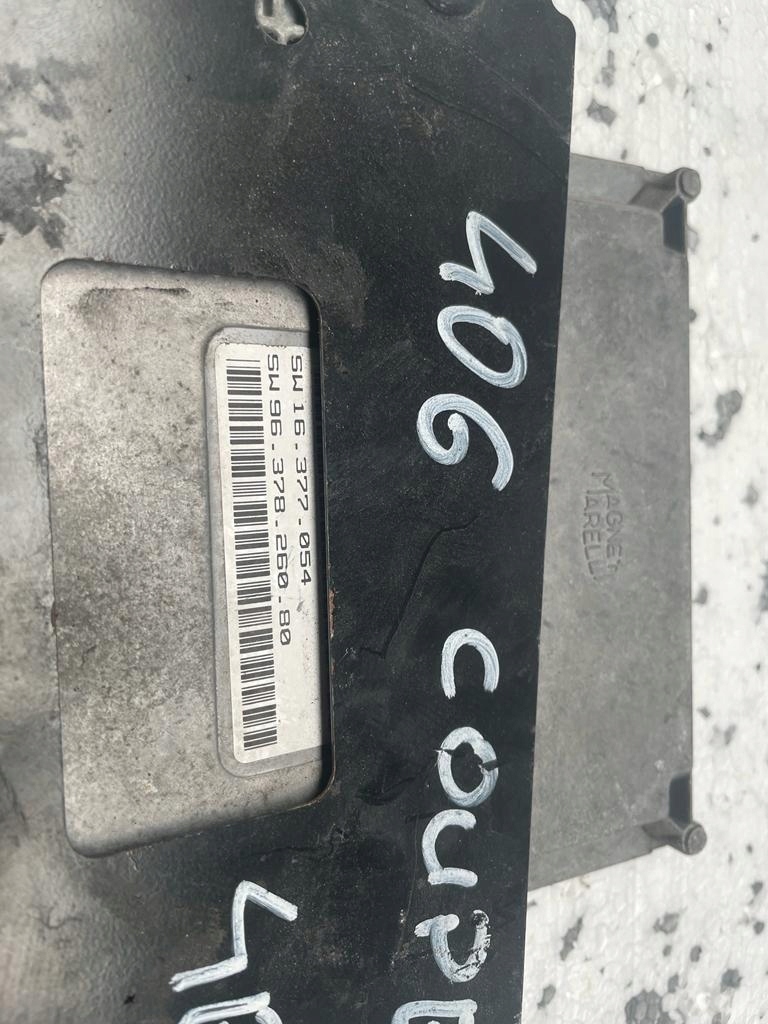 SW 16.377-054
SW 96.378.260.80
406 COUPE
MAGNETI
MARELLI